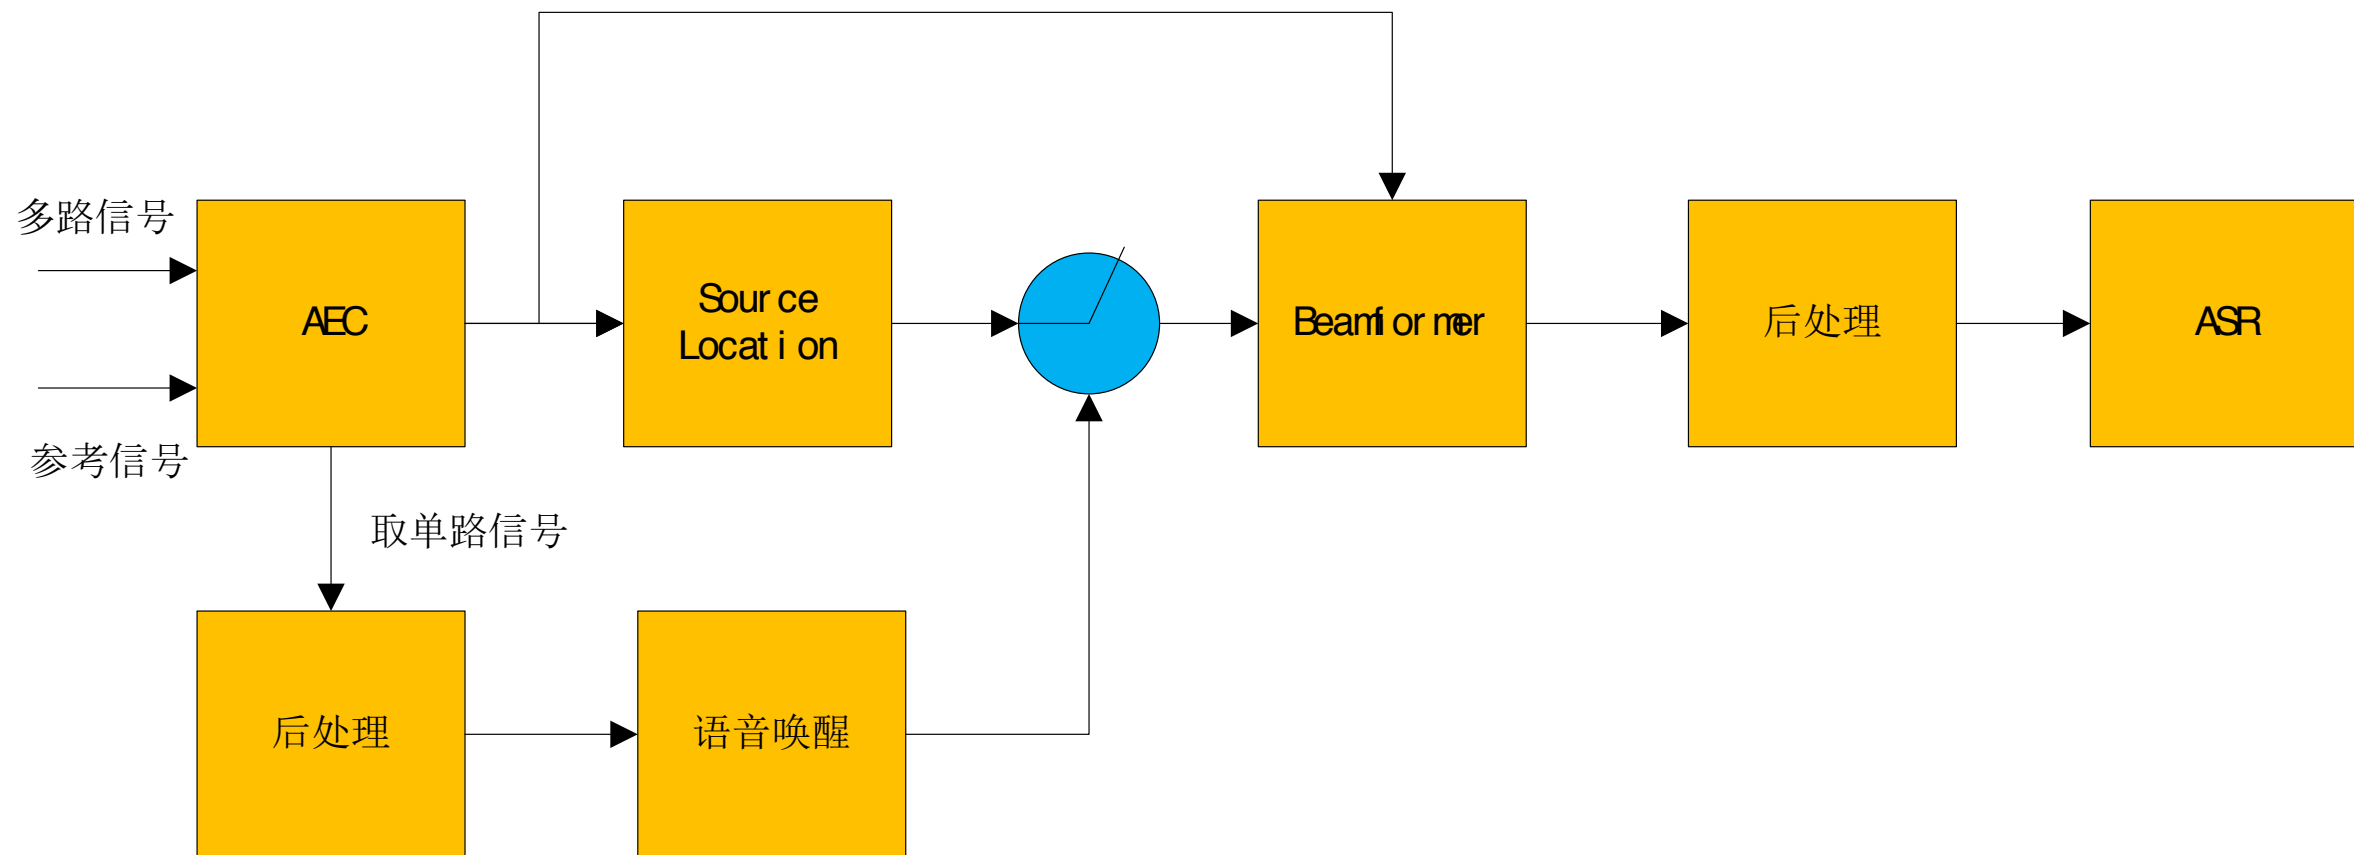 多路信号
参考信号
AEC
Source
Location
Beamformer
后处理
ASR
取单路信号
后处理
语音唤醒